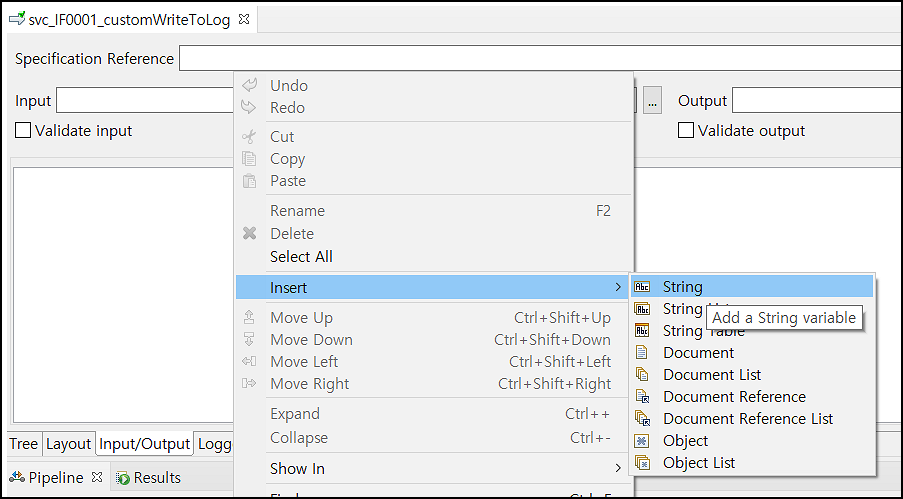 svc_IF0001_customWriteToLog
Specification Reference
Input ... Output
Validate input Validate output
Undo
Redo
Cut
Copy
Paste
Rename F2
Delete
Select All
Insert
Move Up Ctrl+Shift+Up
Move Down Ctrl+Shift+Down
Move Left Ctrl+Shift+Left
Move Right Ctrl+Shift+Right
Expand Ctrl++
Collapse Ctrl+-
Show In
String
String
Add a String variable
String Table
Document
Document List
Document Reference
Document Reference List
Object
Object List
Tree Layout Input/Output Logg
Pipeline Results